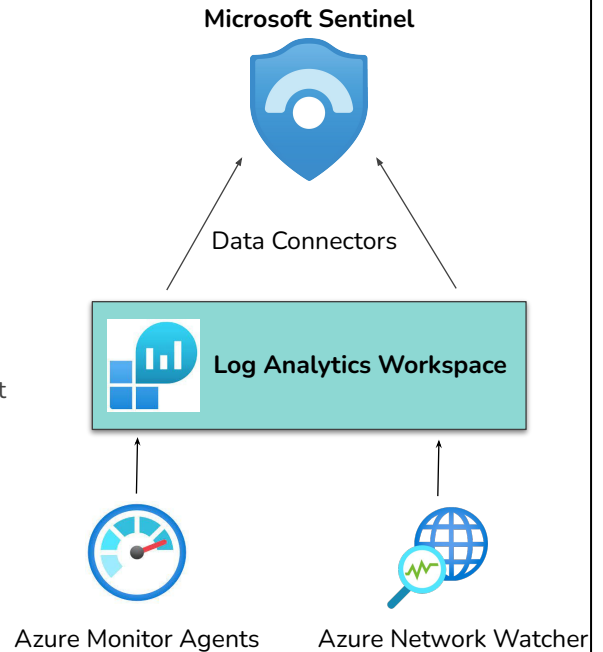 Microsoft Sentinel
Data Connectors
Log Analytics Workspace
t
Azure Monitor Agents
Azure Network Watcher